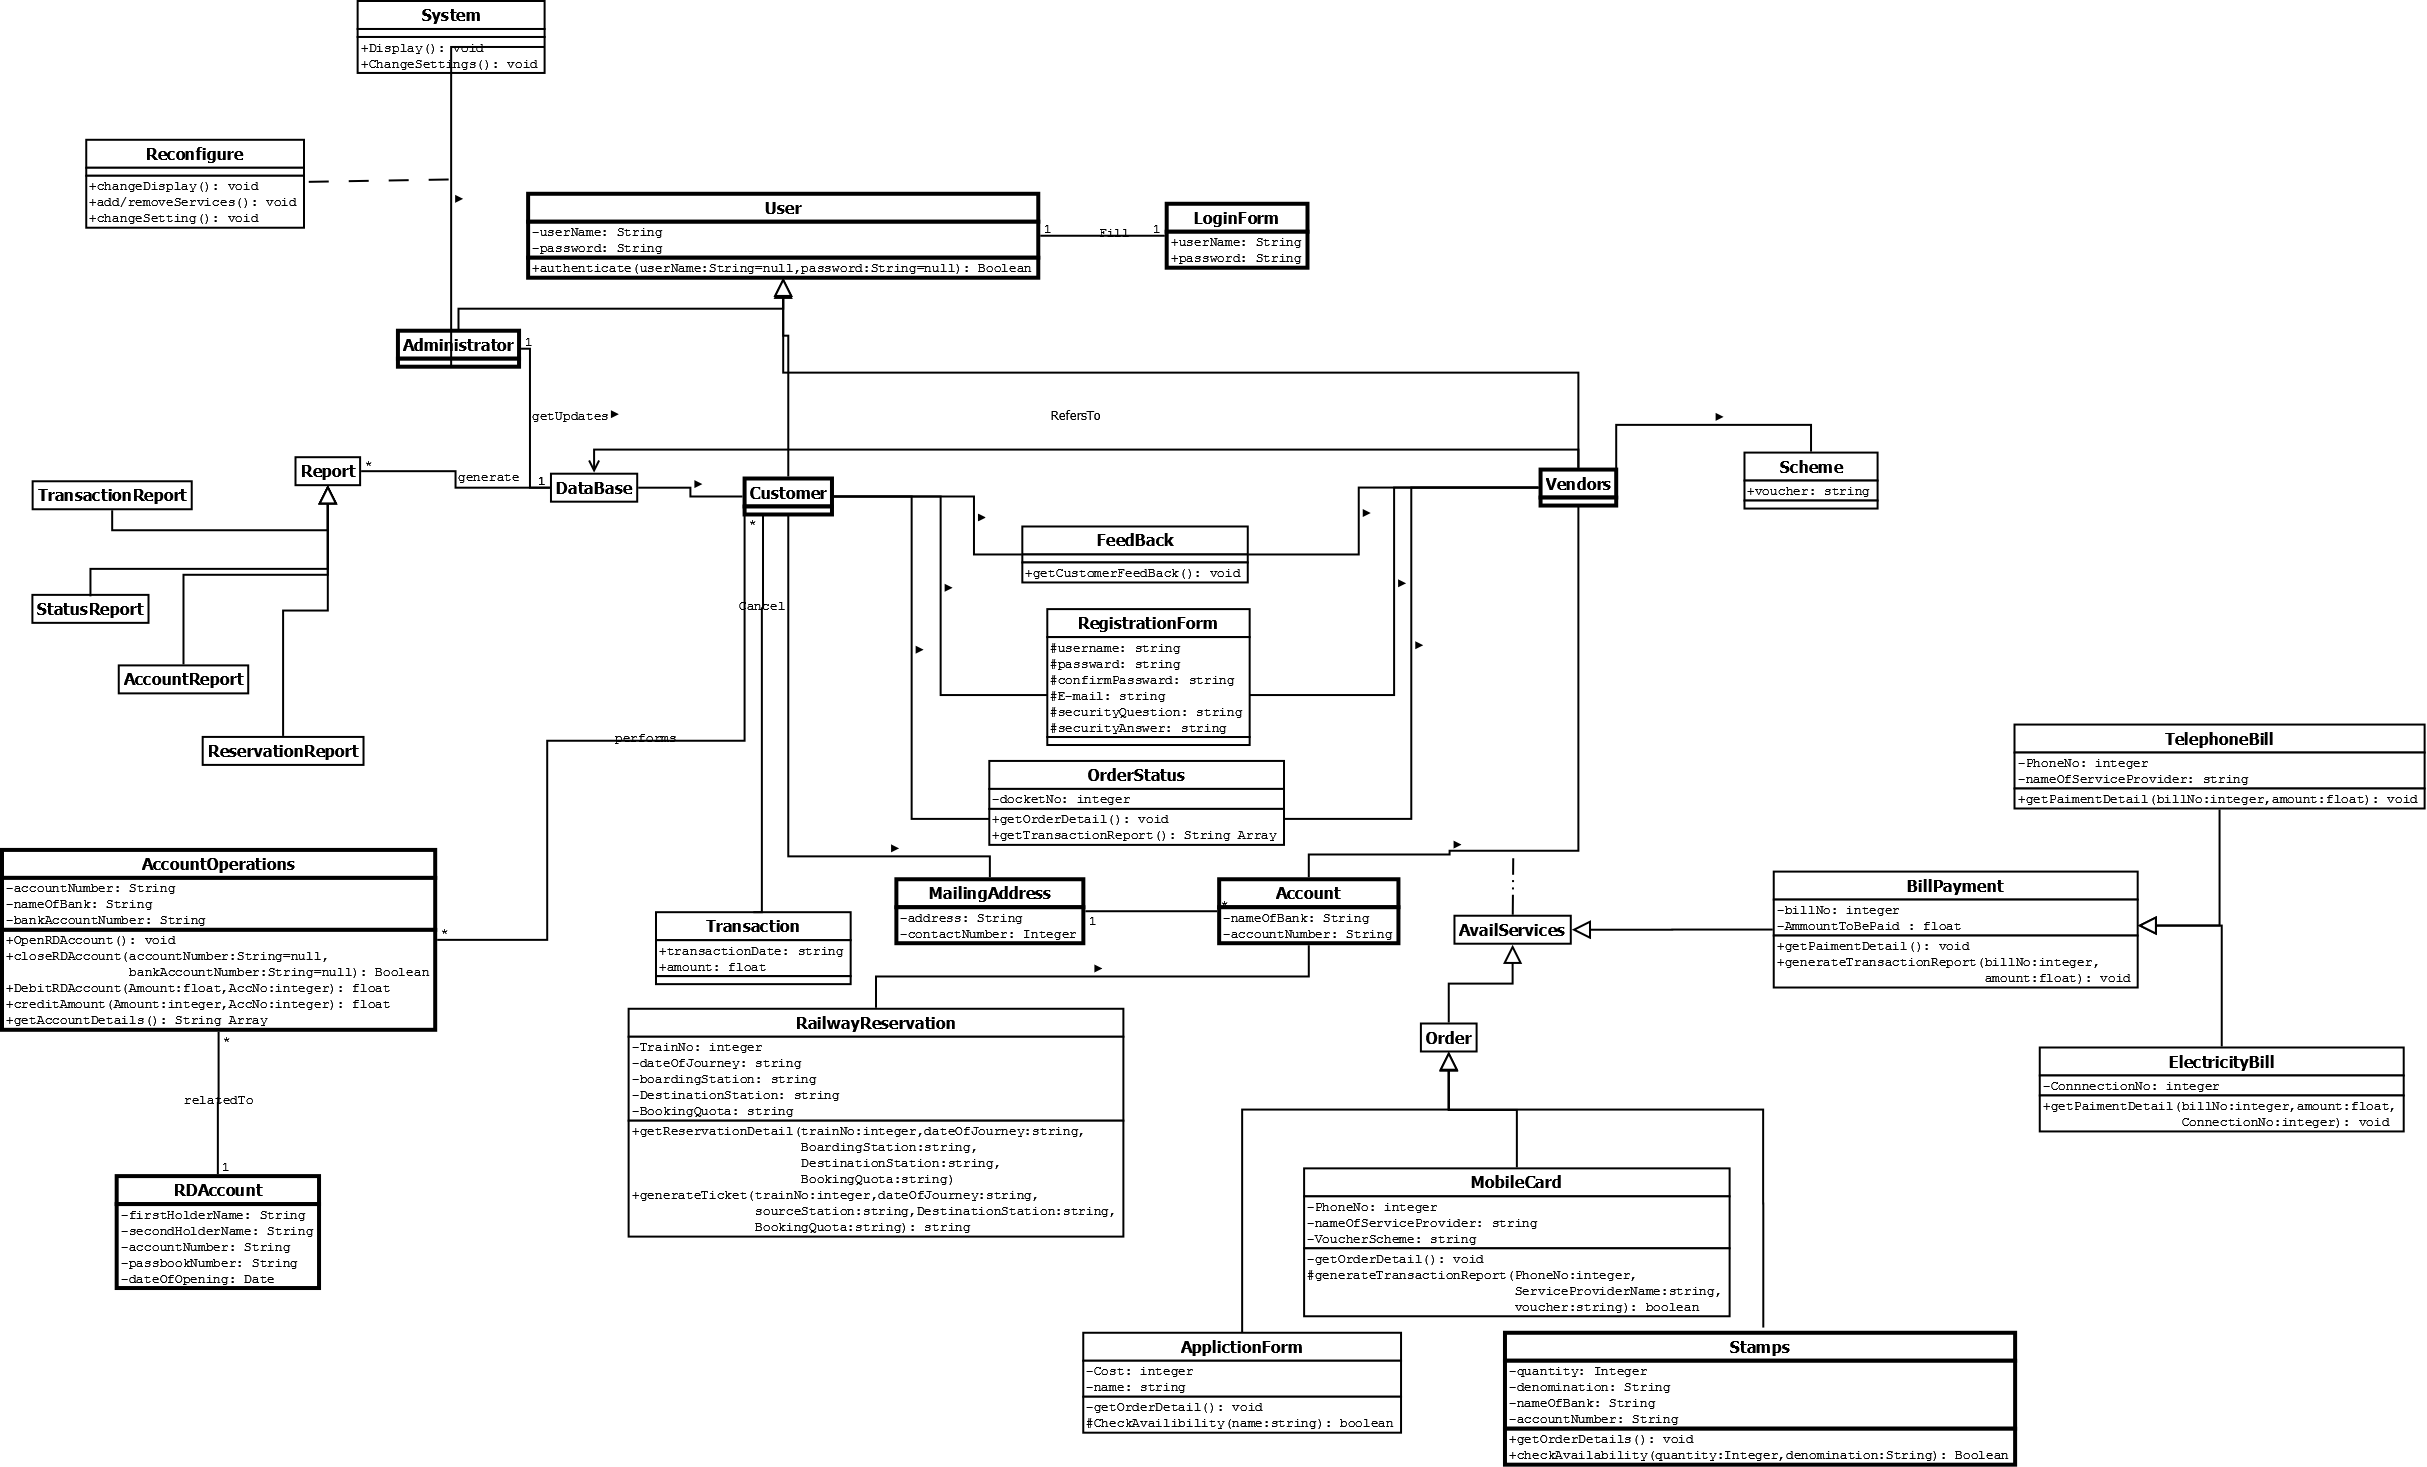 System
+Display(): void
+ChangeSettings(): void
Reconfigure
+changeDisplay(): void
+add/removeServices(): void
+changeSetting(): void
User
-userName: String
-password: String
+authenticate(userName:String=null,password:String=null): Boolean
1
Fill
1
LoginForm
+userName: String
+password: String
Administrator
1
getUpdates
RefersTo
Report
*
generate
1
DataBase
Customer
*
Vendors
Scheme
+voucher: string
TransactionReport
StatusReport
AccountReport
ReservationReport
FeedBack
+getCustomerFeedBack(): void
Cancel
RegistrationForm
#username: string
#passward: string
#confirmPassward: string
#E-mail: string
#securityQuestion: string
#securityAnswer: string
performs
OrderStatus
-docketNo: integer
+getOrderDetail(): void
+getTransactionReport(): String Array
TelephoneBill
-PhoneNo: integer
-nameOfServiceProvider: string
+getPaimentDetail(billNo:integer,amount:float): void
AccountOperations
-accountNumber: String
-nameOfBank: String
-bankAccountNumber: String
+OpenRDAccount(): void
+closeRDAccount(accountNumber:String=null,
bankAccountNumber:String=null): Boolean
+DebitRDAccount(Amount:float,AccNo:integer): float
+creditAmount(Amount:integer,AccNo:integer): float
+getAccountDetails(): String Array
*
Transaction
+transactionDate: string
+amount: float
MailingAddress
-address: String
-contactNumber: Integer
1
*
Account
-nameOfBank: String
-accountNumber: String
AvailServices
BillPayment
-billNo: integer
-AmmountToBePaid : float
+getPaimentDetail(): void
+generateTransactionReport(billNo:integer,
amount:float): void
*
relatedTo
1
RDAccount
-firstHolderName: String
-secondHolderName: String
-accountNumber: String
-passbookNumber: String
-dateOfOpening: Date
RailwayReservation
-TrainNo: integer
-dateOfJourney: string
-boardingStation: string
-DestinationStation: string
-BookingQuota: string
+getReservationDetail(trainNo:integer,dateOfJourney:string,
BoardingStation:string,
DestinationStation:string,
BookingQuota:string)
+generateTicket(trainNo:integer,dateOfJourney:string,
sourceStation:string,DestinationStation:string,
BookingQuota:string): string
Order
ElectricityBill
-ConnnectionNo: integer
+getPaimentDetail(billNo:integer,amount:float,
ConnectionNo:integer): void
MobileCard
-PhoneNo: integer
-nameOfServiceProvider: string
-VoucherScheme: string
-getOrderDetail(): void
#generateTransactionReport(PhoneNo:integer,
ServiceProviderName:string,
voucher:string): boolean
ApplictionForm
-Cost: integer
-name: string
-getOrderDetail(): void
#CheckAvailibility(name:string): boolean
Stamps
-quantity: Integer
-denomination: String
-nameOfBank: String
-accountNumber: String
+getOrderDetails(): void
+checkAvailability(quantity:Integer,denomination:String): Boolean